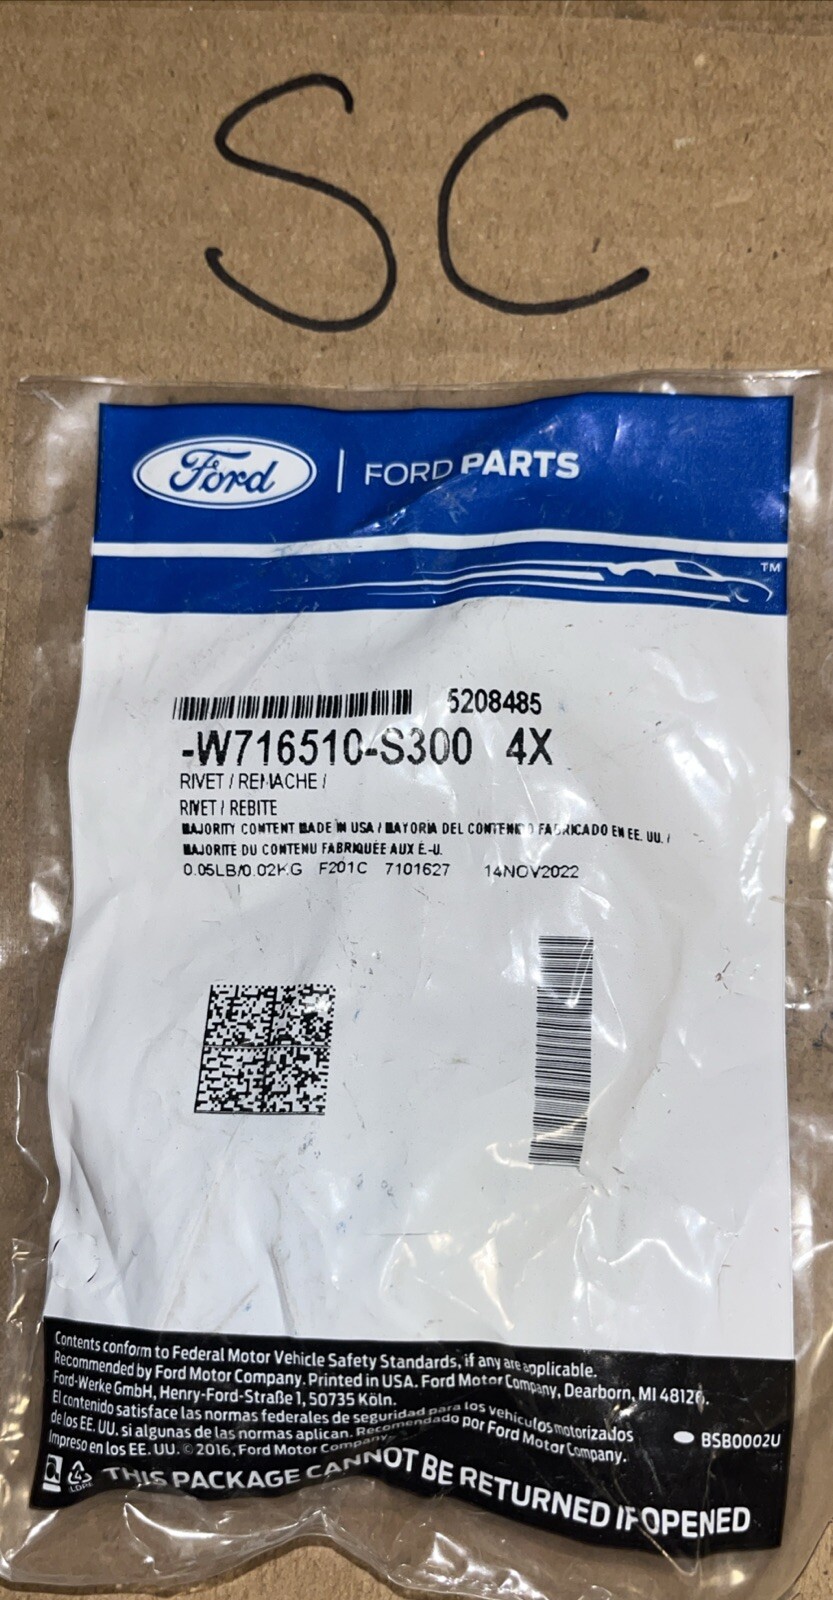 SC
Ford | FORD PARTS
TM
5208485
-W716510-S300 4X
RIVET / REMACHE /
RIVET / REBITE
MAJORITY CONTENT MADE IN USA / MAYORIA DEL CONTENIDO FABRICADO EN EE. UU. /
MAJORITE DU CONTENU FABRIQUÉE AUX É.-U.
0.05LB/0.02KG F201C 7101627 14NOV2022
Contents conform to Federal Motor Vehicle Safety Standards, if any are applicable.
Recommended by Ford Motor Company. Printed in USA. Ford Motor Company, Dearborn, MI 48126.
Ford-Werke GmbH, Henry-Ford-Straße 1, 50735 Köln.
El contenido satisface las normas federales de seguridad para los vehículos motorizados
de los EE. UU. si algunas de las normas aplican. Recomendado por Ford Motor Company.
Impreso en los EE. UU. © 2016, Ford Motor Company.
BSB0002U
4
LDPE
THIS PACKAGE CANNOT BE RETURNED IF OPENED